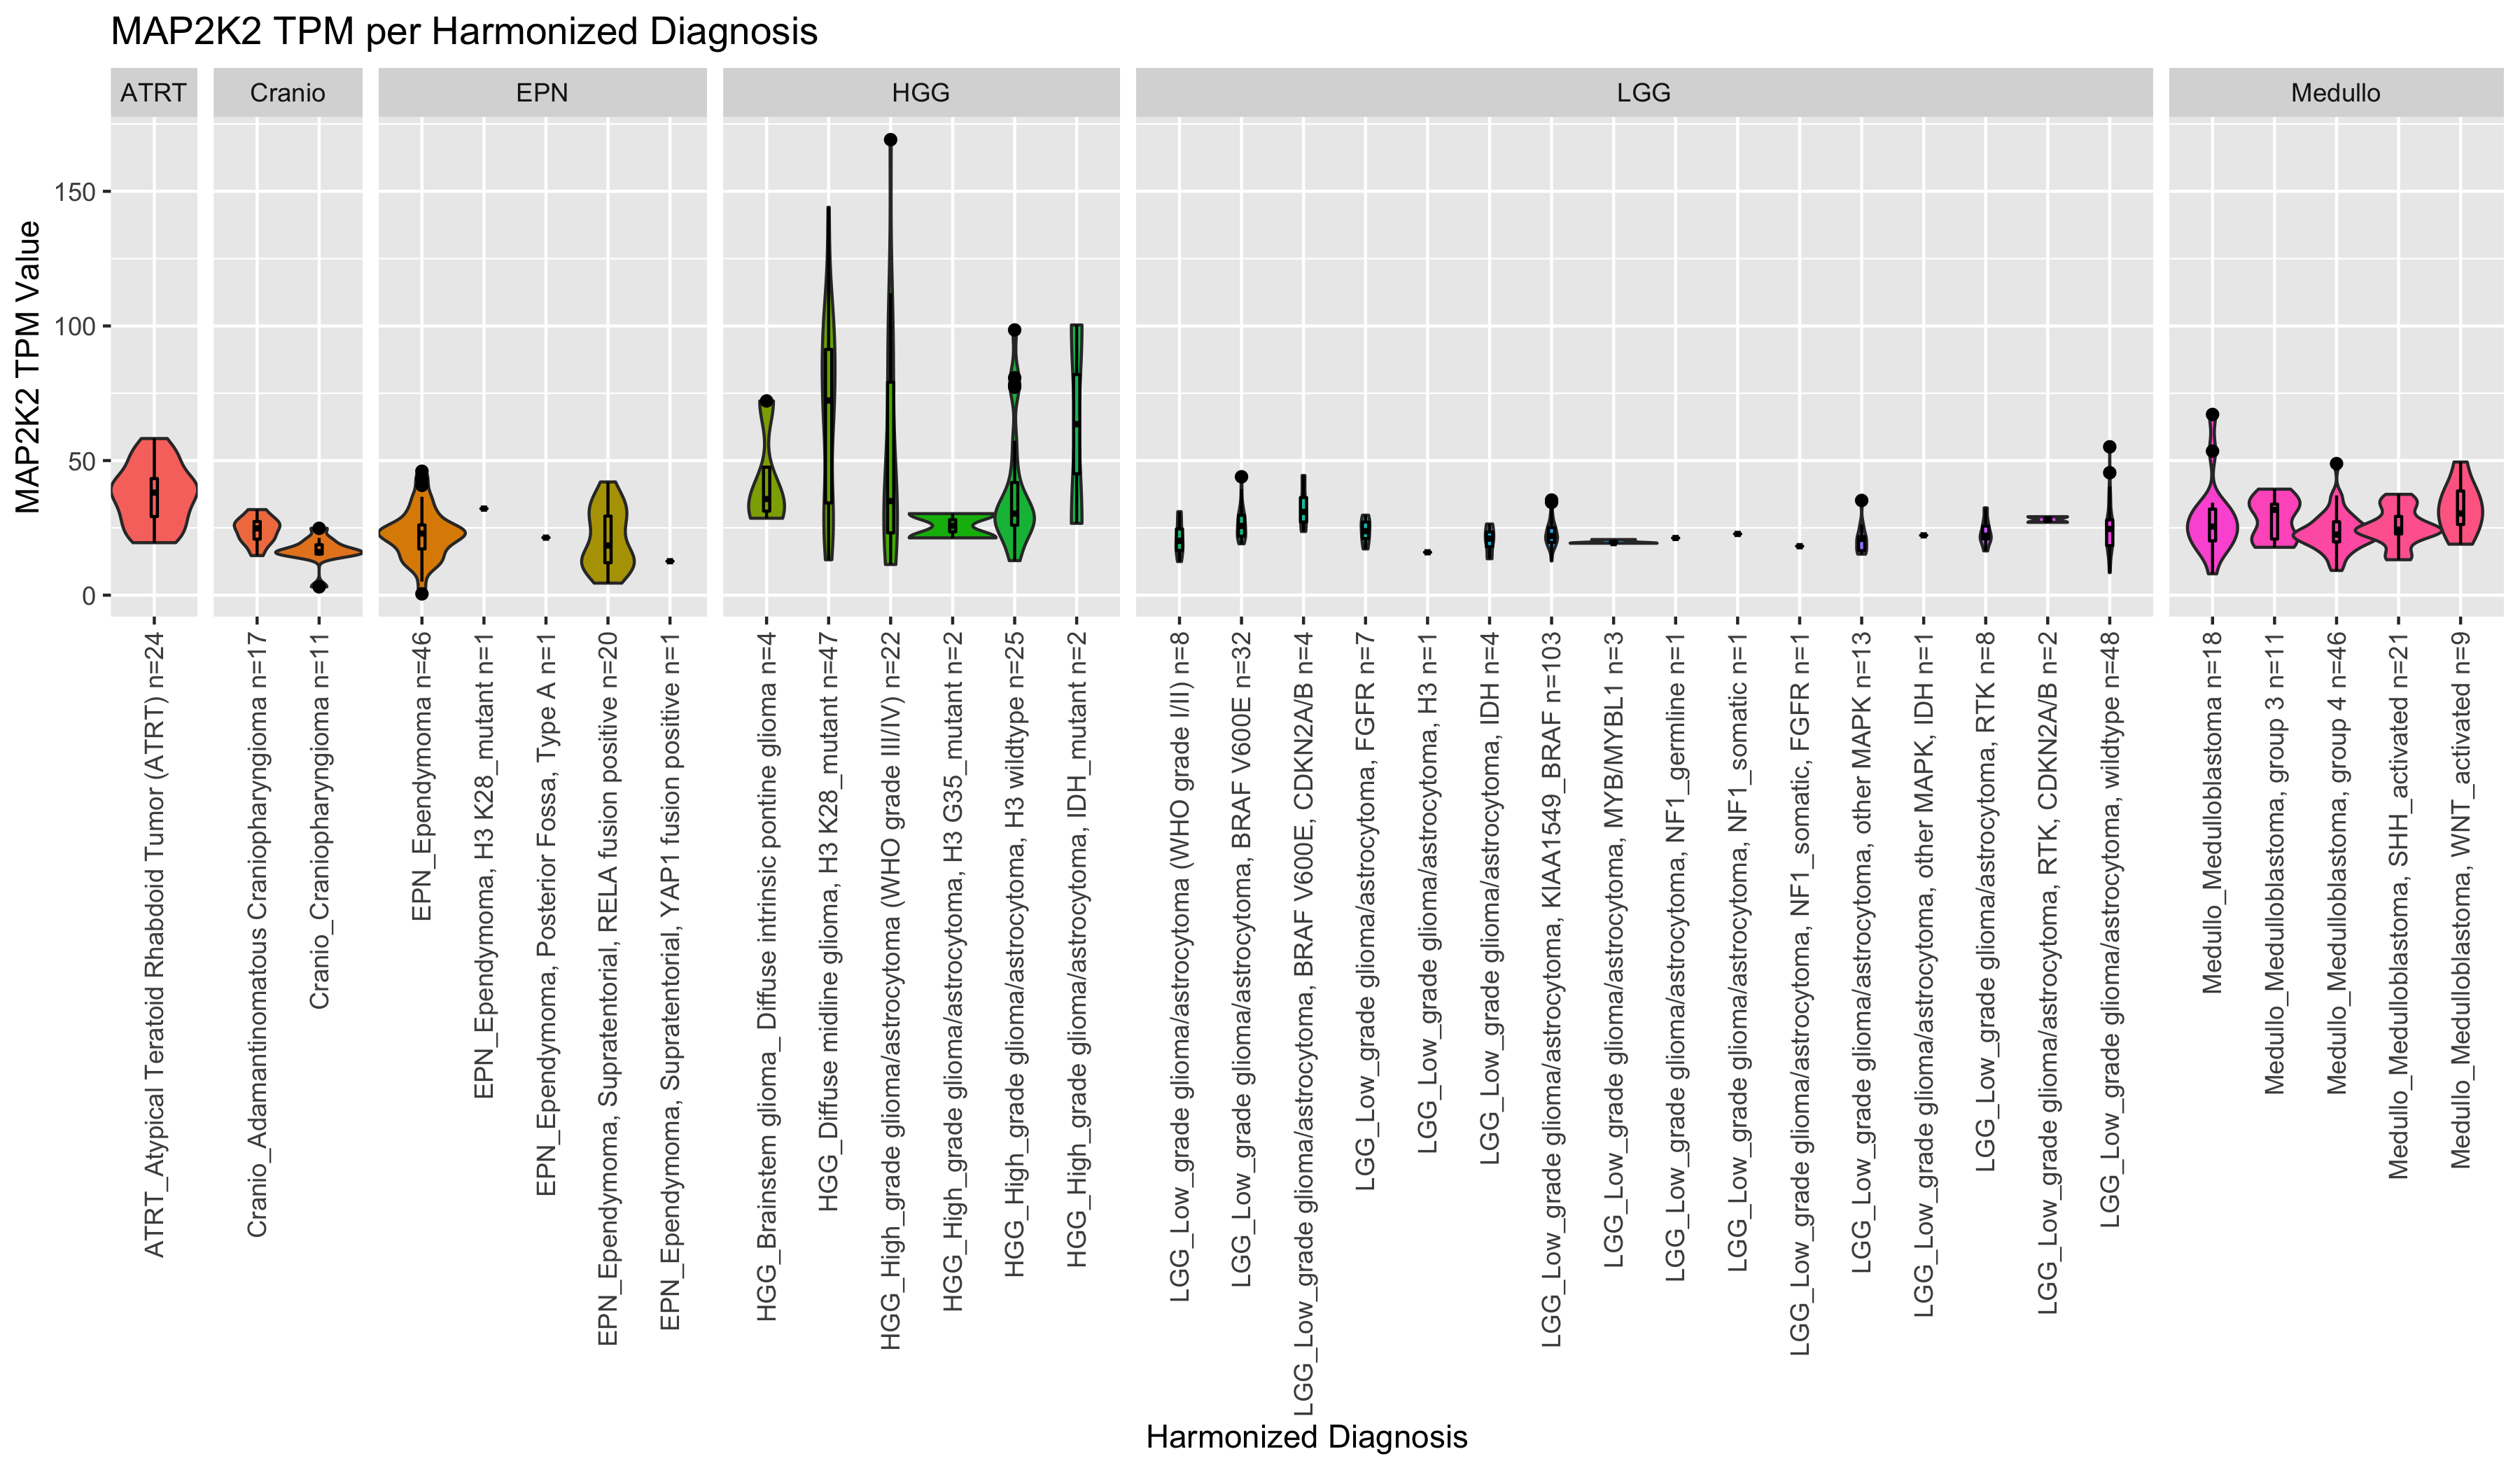 MAP2K2 TPM per Harmonized Diagnosis
ATRT
Cranio
EPN
HGG
LGG
Medullo
MAP2K2 TPM Value
150
100
50
0
ATRT_Atypical Teratoid Rhabdoid Tumor (ATRT) n=24
Cranio_Adamantinomatous Craniopharyngioma n=17
Cranio_Craniopharyngioma n=11
EPN_Ependymoma n=46
EPN_Ependymoma, H3 K28_mutant n=1
EPN_Ependymoma, Posterior Fossa, Type A n=1
EPN_Ependymoma, Supratentorial, RELA fusion positive n=20
EPN_Ependymoma, Supratentorial, YAP1 fusion positive n=1
HGG_Brainstem glioma_ Diffuse intrinsic pontine glioma n=4
HGG_Diffuse midline glioma, H3 K28_mutant n=47
HGG_High_grade glioma/astrocytoma (WHO grade III/IV) n=22
HGG_High_grade glioma/astrocytoma, H3 G35_mutant n=2
HGG_High_grade glioma/astrocytoma, H3 wildtype n=25
HGG_High_grade glioma/astrocytoma, IDH_mutant n=2
LGG_Low_grade glioma/astrocytoma (WHO grade I/II) n=8
LGG_Low_grade glioma/astrocytoma, BRAF V600E n=32
LGG_Low_grade glioma/astrocytoma, BRAF V600E, CDKN2A/B n=4
LGG_Low_grade glioma/astrocytoma, FGFR n=7
LGG_Low_grade glioma/astrocytoma, H3 n=1
LGG_Low_grade glioma/astrocytoma, IDH n=4
LGG_Low_grade glioma/astrocytoma, KIAA1549_BRAF n=103
LGG_Low_grade glioma/astrocytoma, MYB/MYBL1 n=3
LGG_Low_grade glioma/astrocytoma, NF1_germline n=1
LGG_Low_grade glioma/astrocytoma, NF1_somatic n=1
LGG_Low_grade glioma/astrocytoma, NF1_somatic, FGFR n=1
LGG_Low_grade glioma/astrocytoma, other MAPK n=13
LGG_Low_grade glioma/astrocytoma, other MAPK, IDH n=1
LGG_Low_grade glioma/astrocytoma, RTK n=8
LGG_Low_grade glioma/astrocytoma, RTK, CDKN2A/B n=2
LGG_Low_grade glioma/astrocytoma, wildtype n=48
Medullo_Medulloblastoma n=18
Medullo_Medulloblastoma, group 3 n=11
Medullo_Medulloblastoma, group 4 n=46
Medullo_Medulloblastoma, SHH_activated n=21
Medullo_Medulloblastoma, WNT_activated n=9
Harmonized Diagnosis